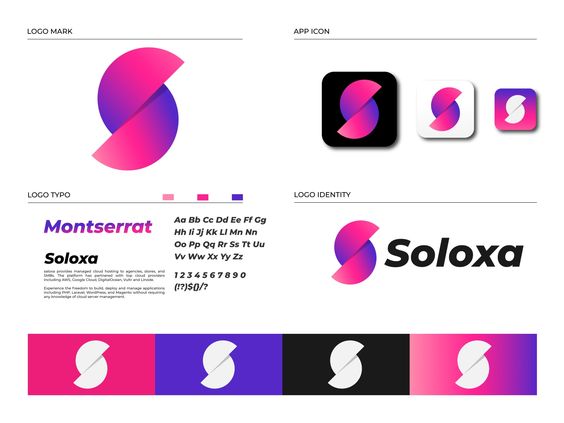 LOGO MARK
APP ICON
LOGO TYPO
Montserrat
Soloxa
soloxa provides managed cloud hosting to agencies, stores, and
SMBs. The platform has partnered with top cloud providers
including AWS, Google Cloud, DigitalOcean, Vultr and Linode.
Experience the freedom to build, deploy and manage applications
including PHP, Laravel, WordPress, and Magento without requiring
any knowledge of cloud server management.
Aa Bb Cc Dd Ee Ff Gg
Hh Ii Jj Kk Ll Mn Nn
Oo Pp Qq Rr Ss Tt Uu
Vv Ww Xx Yy Zz
1 2 3 4 5 6 7 8 9 0
(!?)${}/?
LOGO IDENTITY
Soloxa